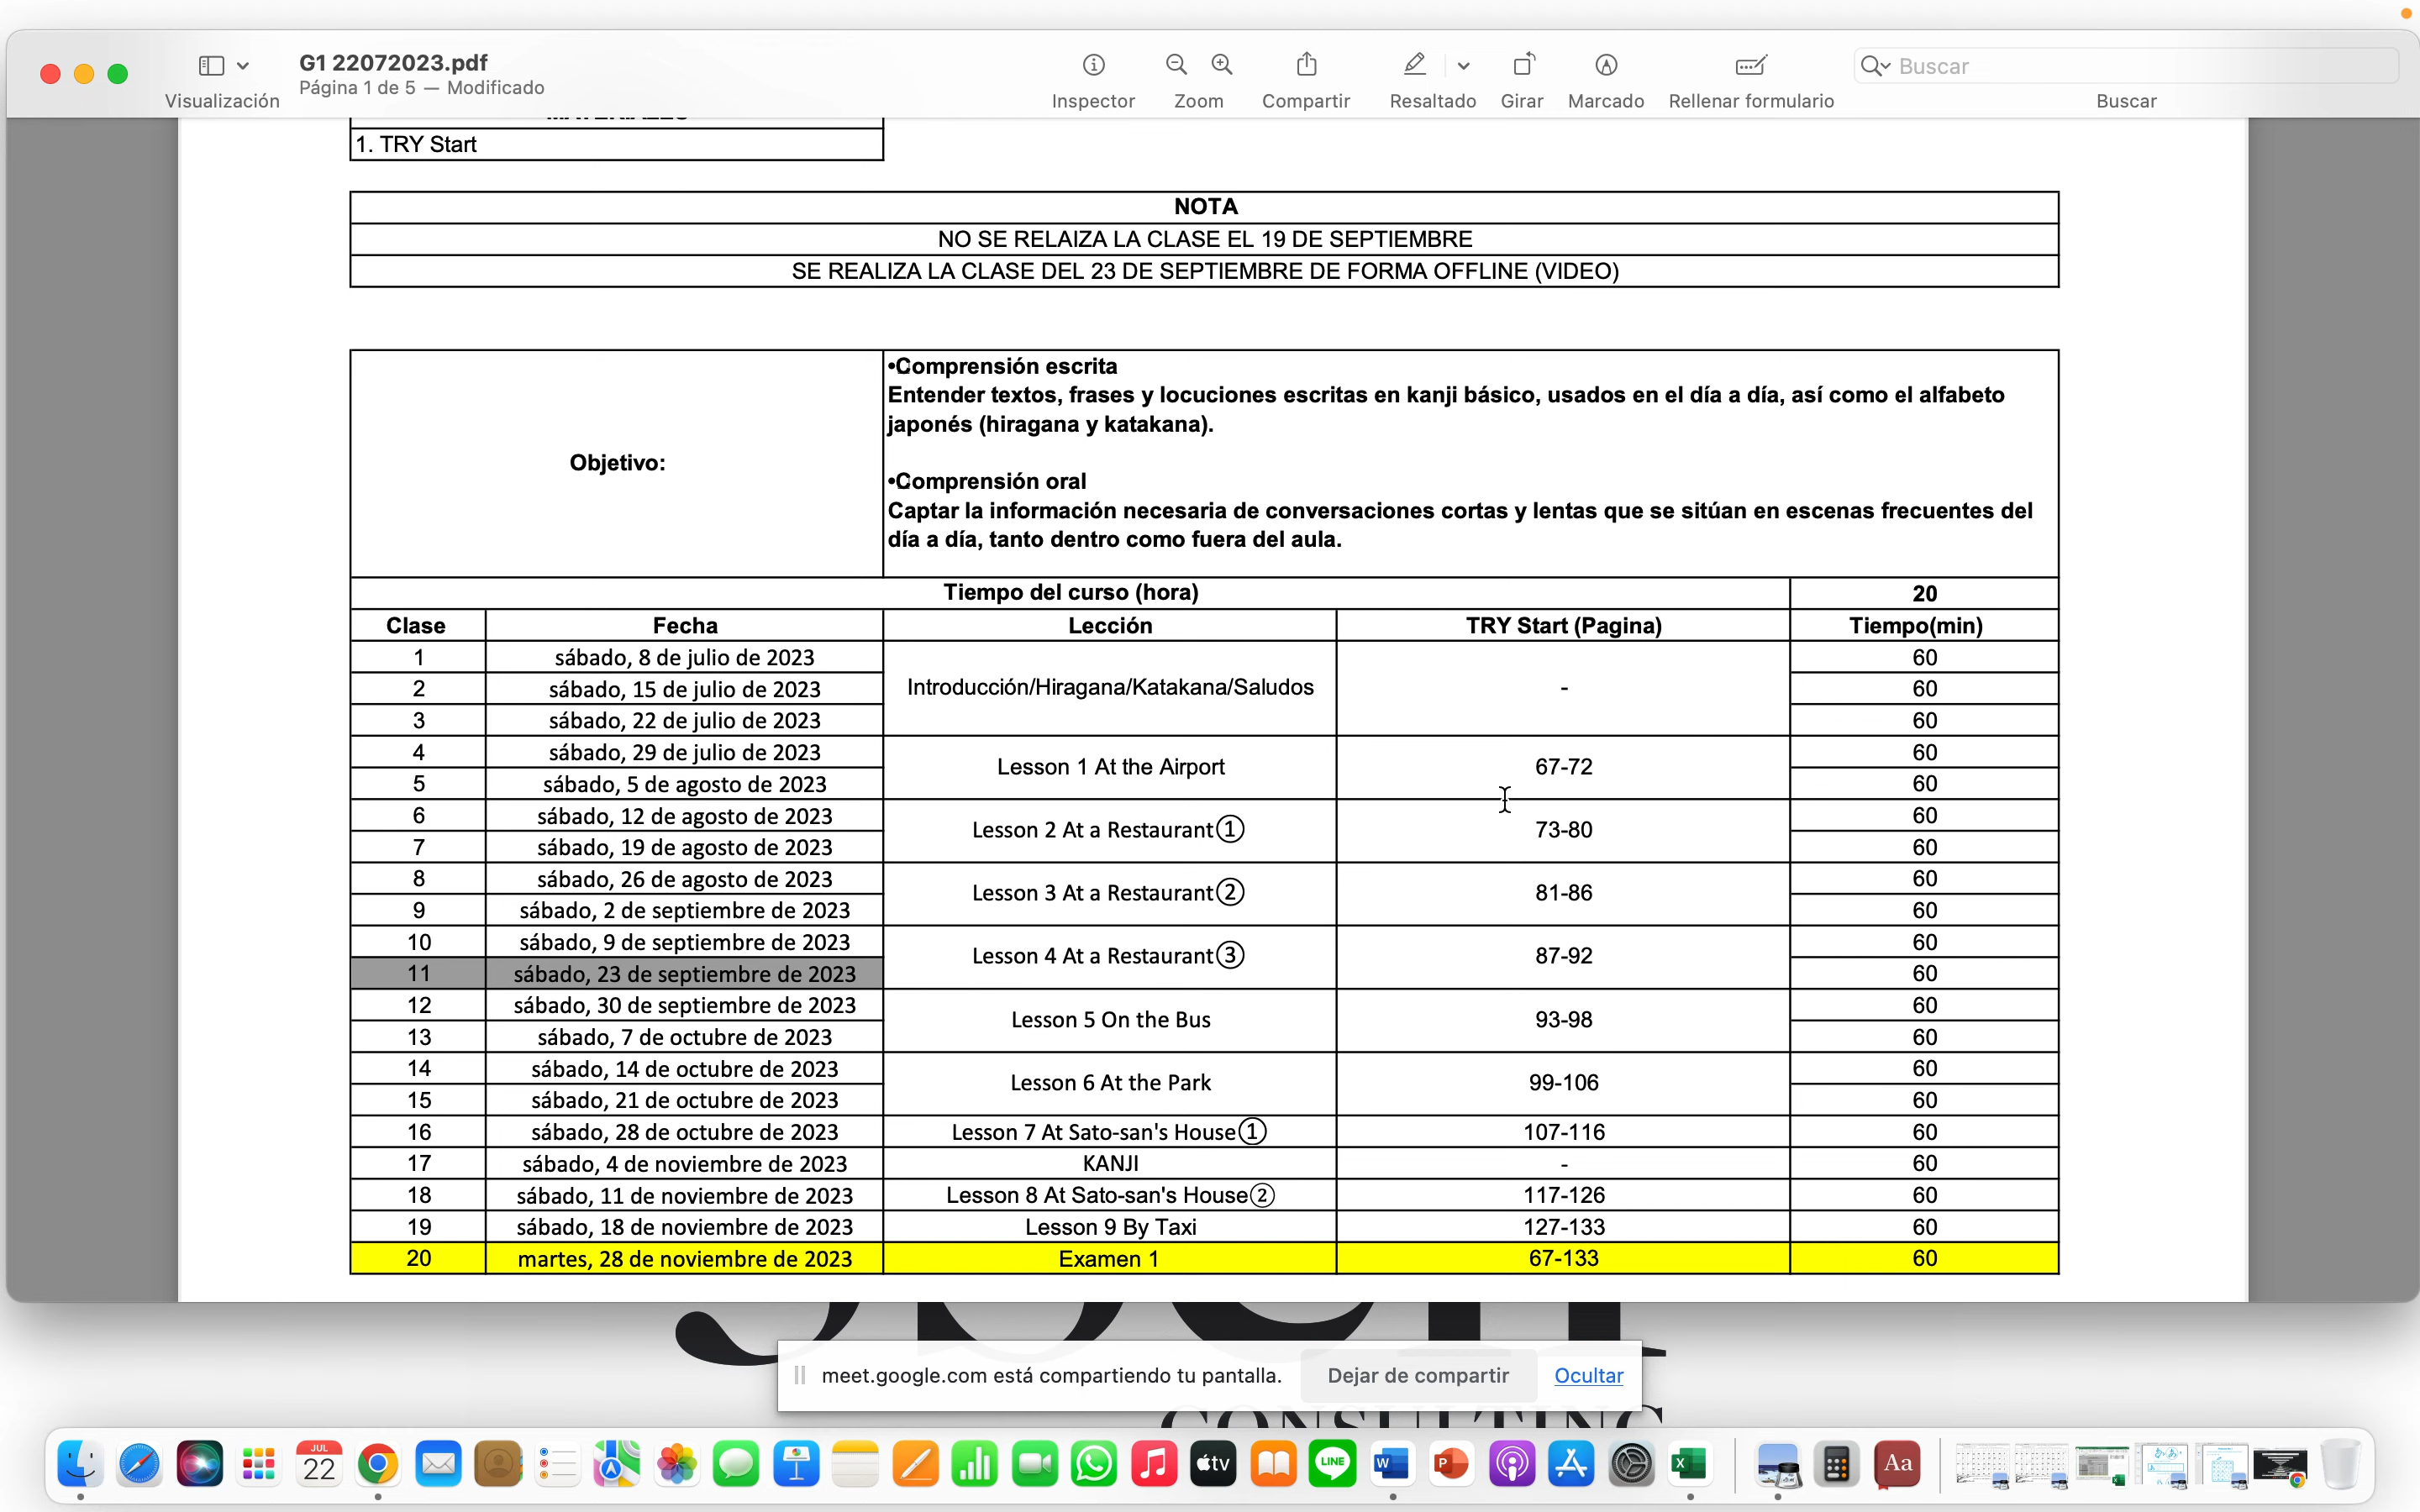 G1 22072023.pdf
Página 1 de 5 — Modificado
Visualización
Inspector
Zoom
Compartir
Resaltado
Girar
Marcado
Rellenar formulario
Buscar
Buscar
1. TRY Start
NOTA
NO SE RELAIZA LA CLASE EL 19 DE SEPTIEMBRE
SE REALIZA LA CLASE DEL 23 DE SEPTIEMBRE DE FORMA OFFLINE (VIDEO)
Objetivo:
•Comprensión escrita
Entender textos, frases y locuciones escritas en kanji básico, usados en el día a día, así como el alfabeto
japonés (hiragana y katakana).
•Comprensión oral
Captar la información necesaria de conversaciones cortas y lentas que se sitúan en escenas frecuentes del
día a día, tanto dentro como fuera del aula.
Tiempo del curso (hora) 20
Clase Fecha Lección TRY Start (Pagina) Tiempo(min)
1 sábado, 8 de julio de 2023 60
2 sábado, 15 de julio de 2023 Introducción/Hiragana/Katakana/Saludos - 60
3 sábado, 22 de julio de 2023 60
4 sábado, 29 de julio de 2023 60
Lesson 1 At the Airport 67-72
5 sábado, 5 de agosto de 2023 60
6 sábado, 12 de agosto de 2023 60
Lesson 2 At a Restaurant① 73-80
7 sábado, 19 de agosto de 2023 60
8 sábado, 26 de agosto de 2023 60
Lesson 3 At a Restaurant② 81-86
9 sábado, 2 de septiembre de 2023 60
10 sábado, 9 de septiembre de 2023 60
Lesson 4 At a Restaurant③ 87-92
11 sábado, 23 de septiembre de 2023 60
12 sábado, 30 de septiembre de 2023 60
Lesson 5 On the Bus 93-98
13 sábado, 7 de octubre de 2023 60
14 sábado, 14 de octubre de 2023 60
Lesson 6 At the Park 99-106
15 sábado, 21 de octubre de 2023 60
16 sábado, 28 de octubre de 2023 Lesson 7 At Sato-san's House① 107-116 60
17 sábado, 4 de noviembre de 2023 KANJI - 60
18 sábado, 11 de noviembre de 2023 Lesson 8 At Sato-san's House② 117-126 60
19 sábado, 18 de noviembre de 2023 Lesson 9 By Taxi 127-133 60
20 martes, 28 de noviembre de 2023 Examen 1 67-133 60
meet.google.com está compartiendo tu pantalla. Dejar de compartir Ocultar
JUL
22
tv
LINE
W
P
X
Aa